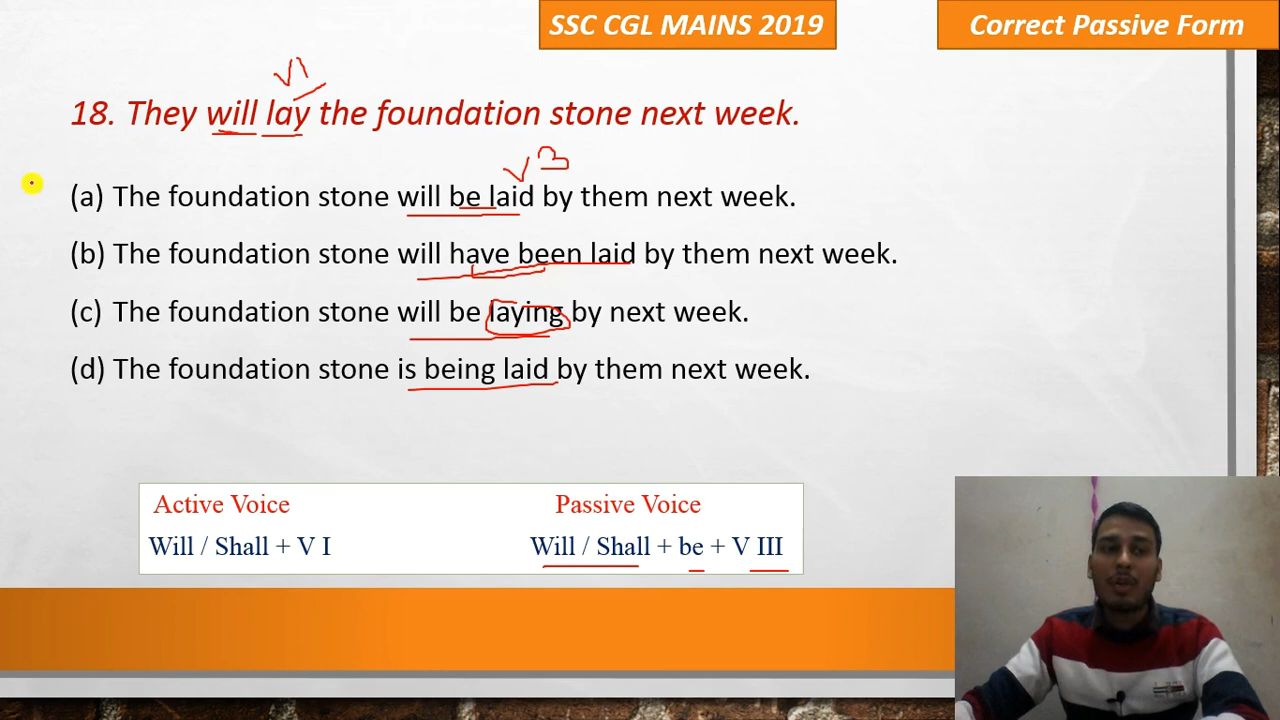 SSC CGL MAINS 2019
Correct Passive Form
V1
18. They will lay the foundation stone next week.
V3
(a) The foundation stone will be laid by them next week.
(b) The foundation stone will have been laid by them next week.
(c) The foundation stone will be laying by next week.
(d) The foundation stone is being laid by them next week.
Active Voice Passive Voice
Will / Shall + V I Will / Shall + be + V III